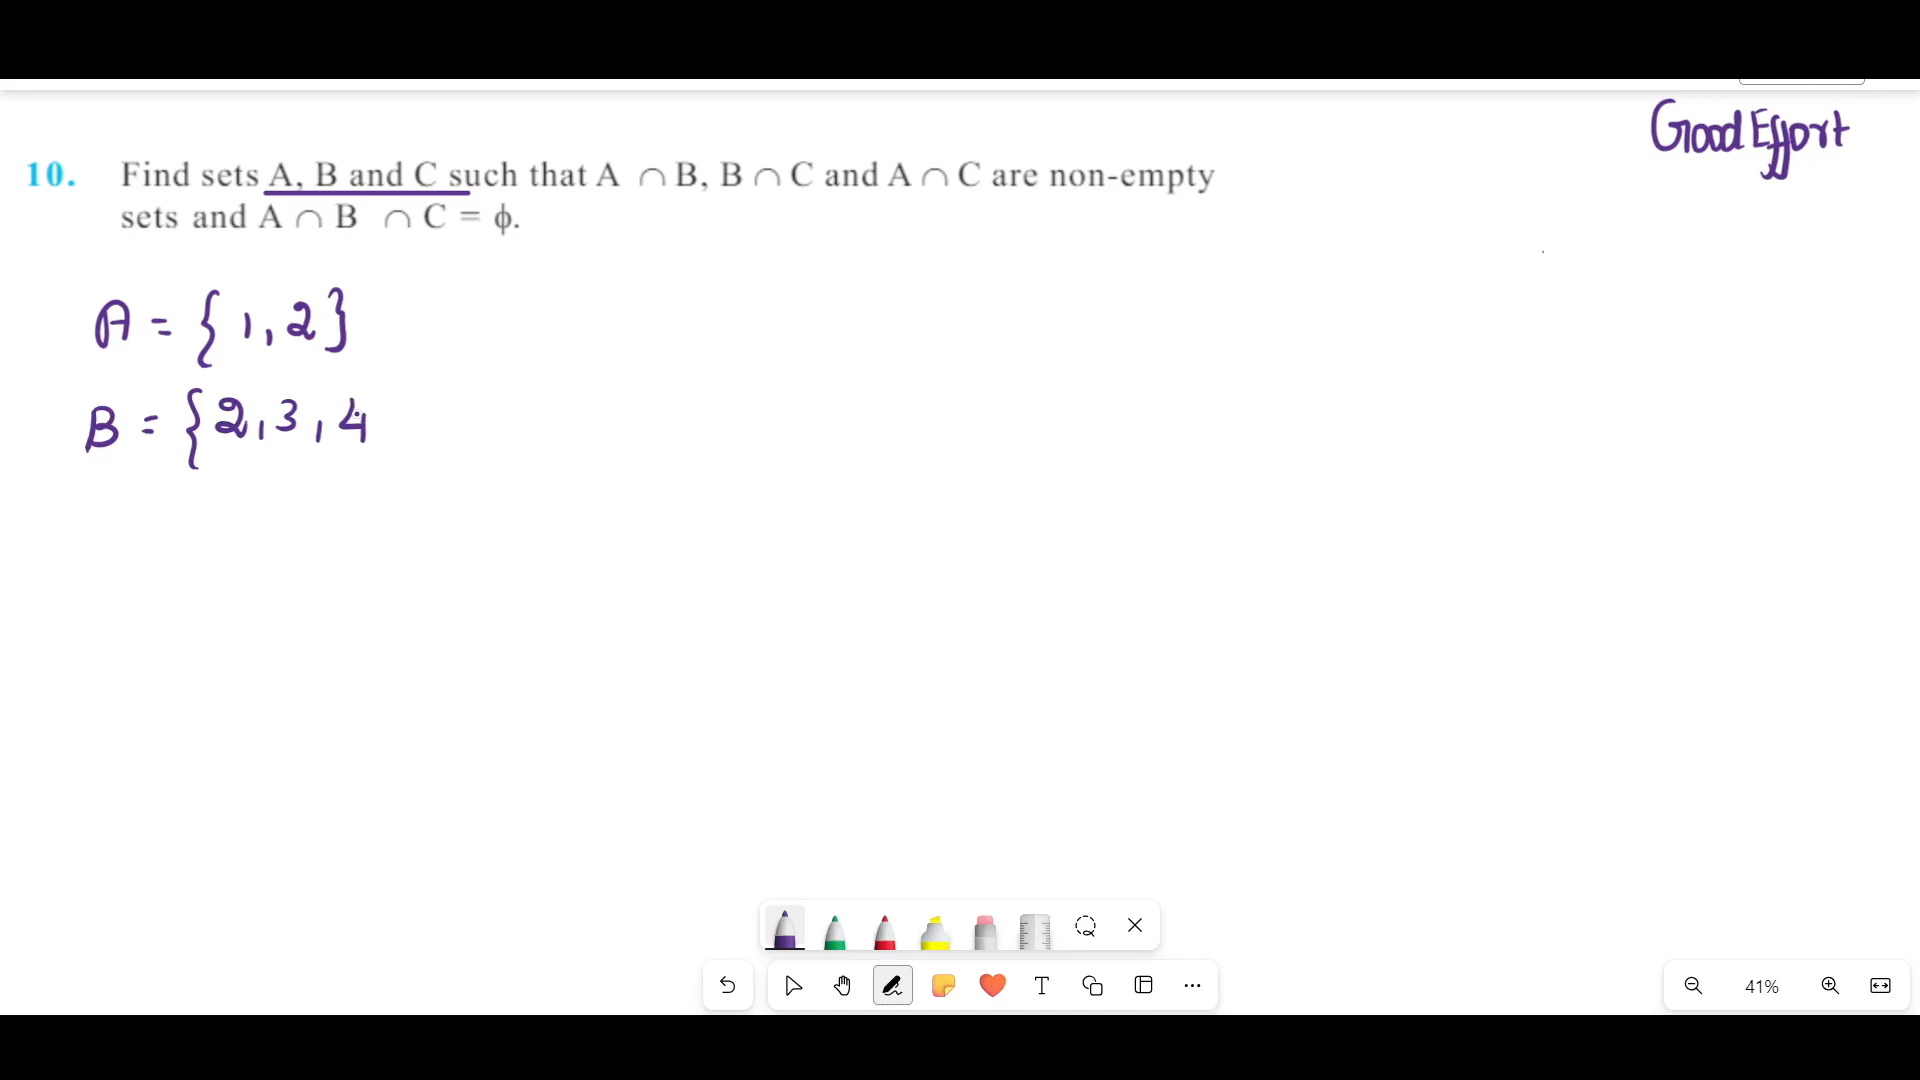 Good Effort
10. Find sets A, B and C such that A ∩ B, B ∩ C and A ∩ C are non-empty
sets and A ∩ B ∩ C = ϕ.
A = { 1, 2 }
B = { 2, 3, 4
41%